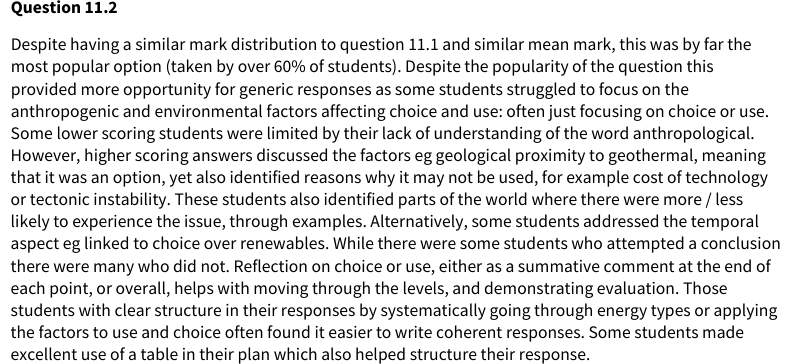 Question 11.2
Despite having a similar mark distribution to question 11.1 and similar mean mark, this was by far the
most popular option (taken by over 60% of students). Despite the popularity of the question this
provided more opportunity for generic responses as some students struggled to focus on the
anthropogenic and environmental factors affecting choice and use: often just focusing on choice or use.
Some lower scoring students were limited by their lack of understanding of the word anthropological.
However, higher scoring answers discussed the factors eg geological proximity to geothermal, meaning
that it was an option, yet also identified reasons why it may not be used, for example cost of technology
or tectonic instability. These students also identified parts of the world where there were more / less
likely to experience the issue, through examples. Alternatively, some students addressed the temporal
aspect eg linked to choice over renewables. While there were some students who attempted a conclusion
there were many who did not. Reflection on choice or use, either as a summative comment at the end of
each point, or overall, helps with moving through the levels, and demonstrating evaluation. Those
students with clear structure in their responses by systematically going through energy types or applying
the factors to use and choice often found it easier to write coherent responses. Some students made
excellent use of a table in their plan which also helped structure their response.